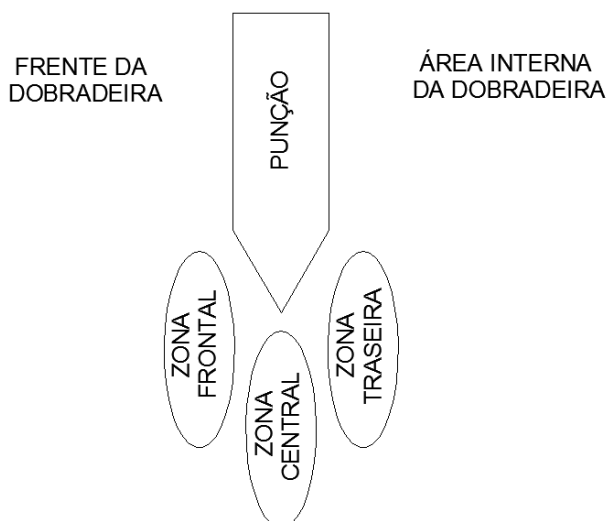 FRENTE DA
DOBRADEIRA
PUNÇÃO
ÁREA INTERNA
DA DOBRADEIRA
ZONA
FRONTAL
ZONA
CENTRAL
ZONA
TRASEIRA